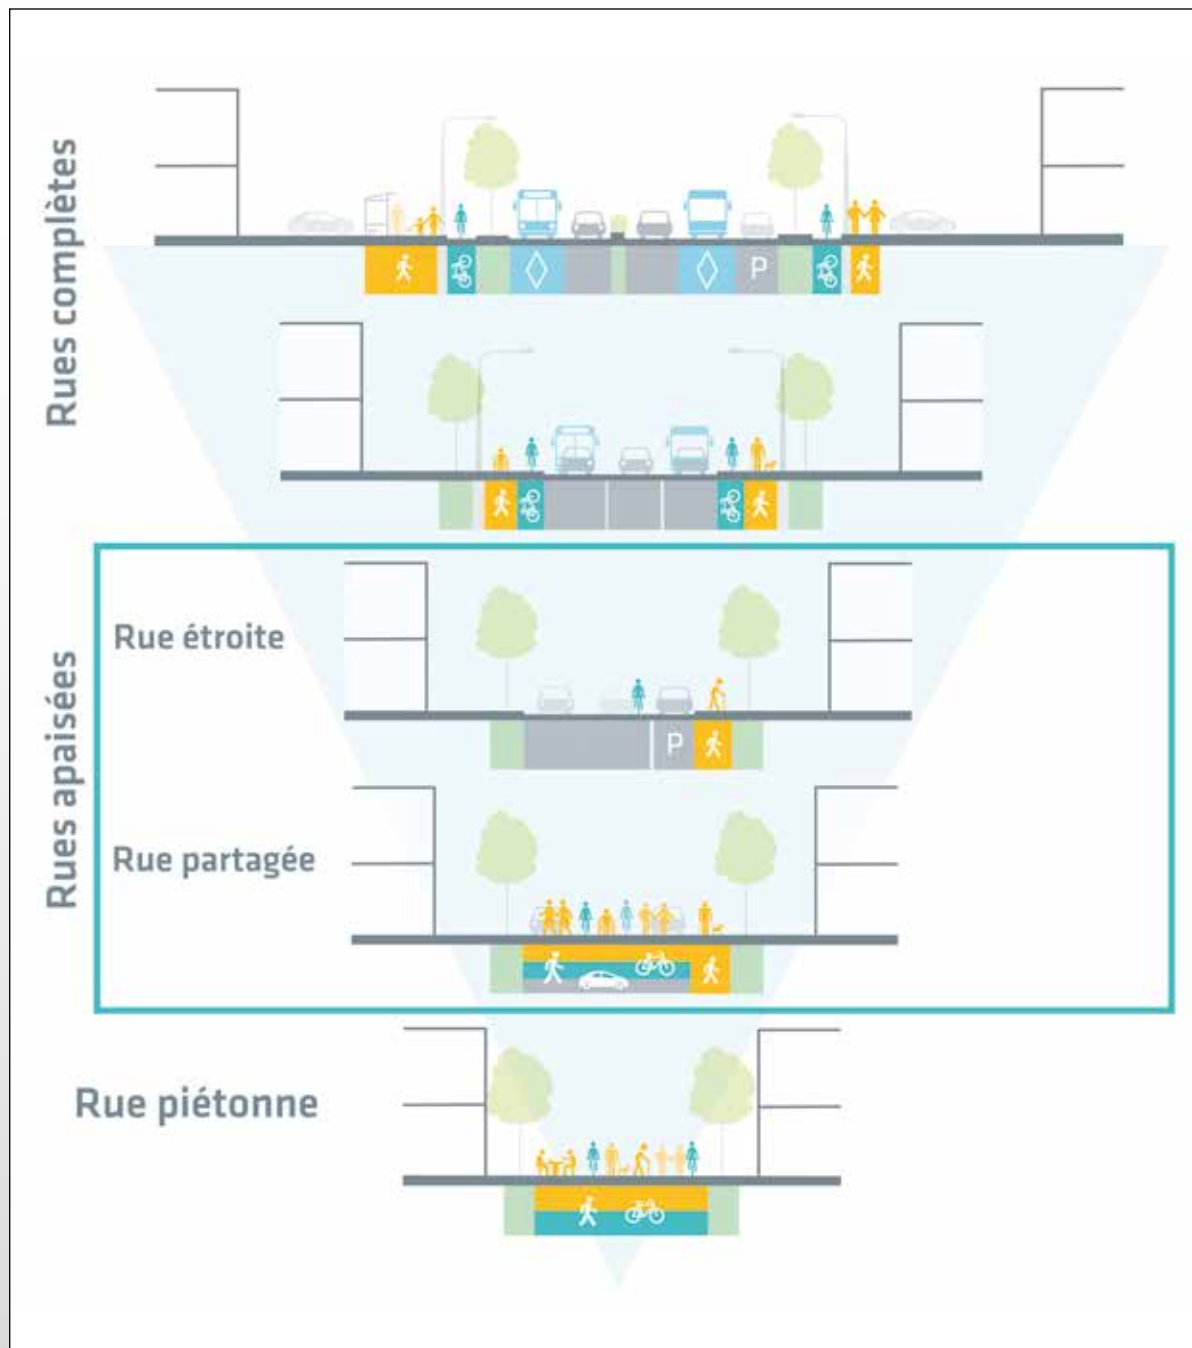 Rues complètes
P
Rues apaisées
Rue étroite
P
Rue partagée
Rue piétonne